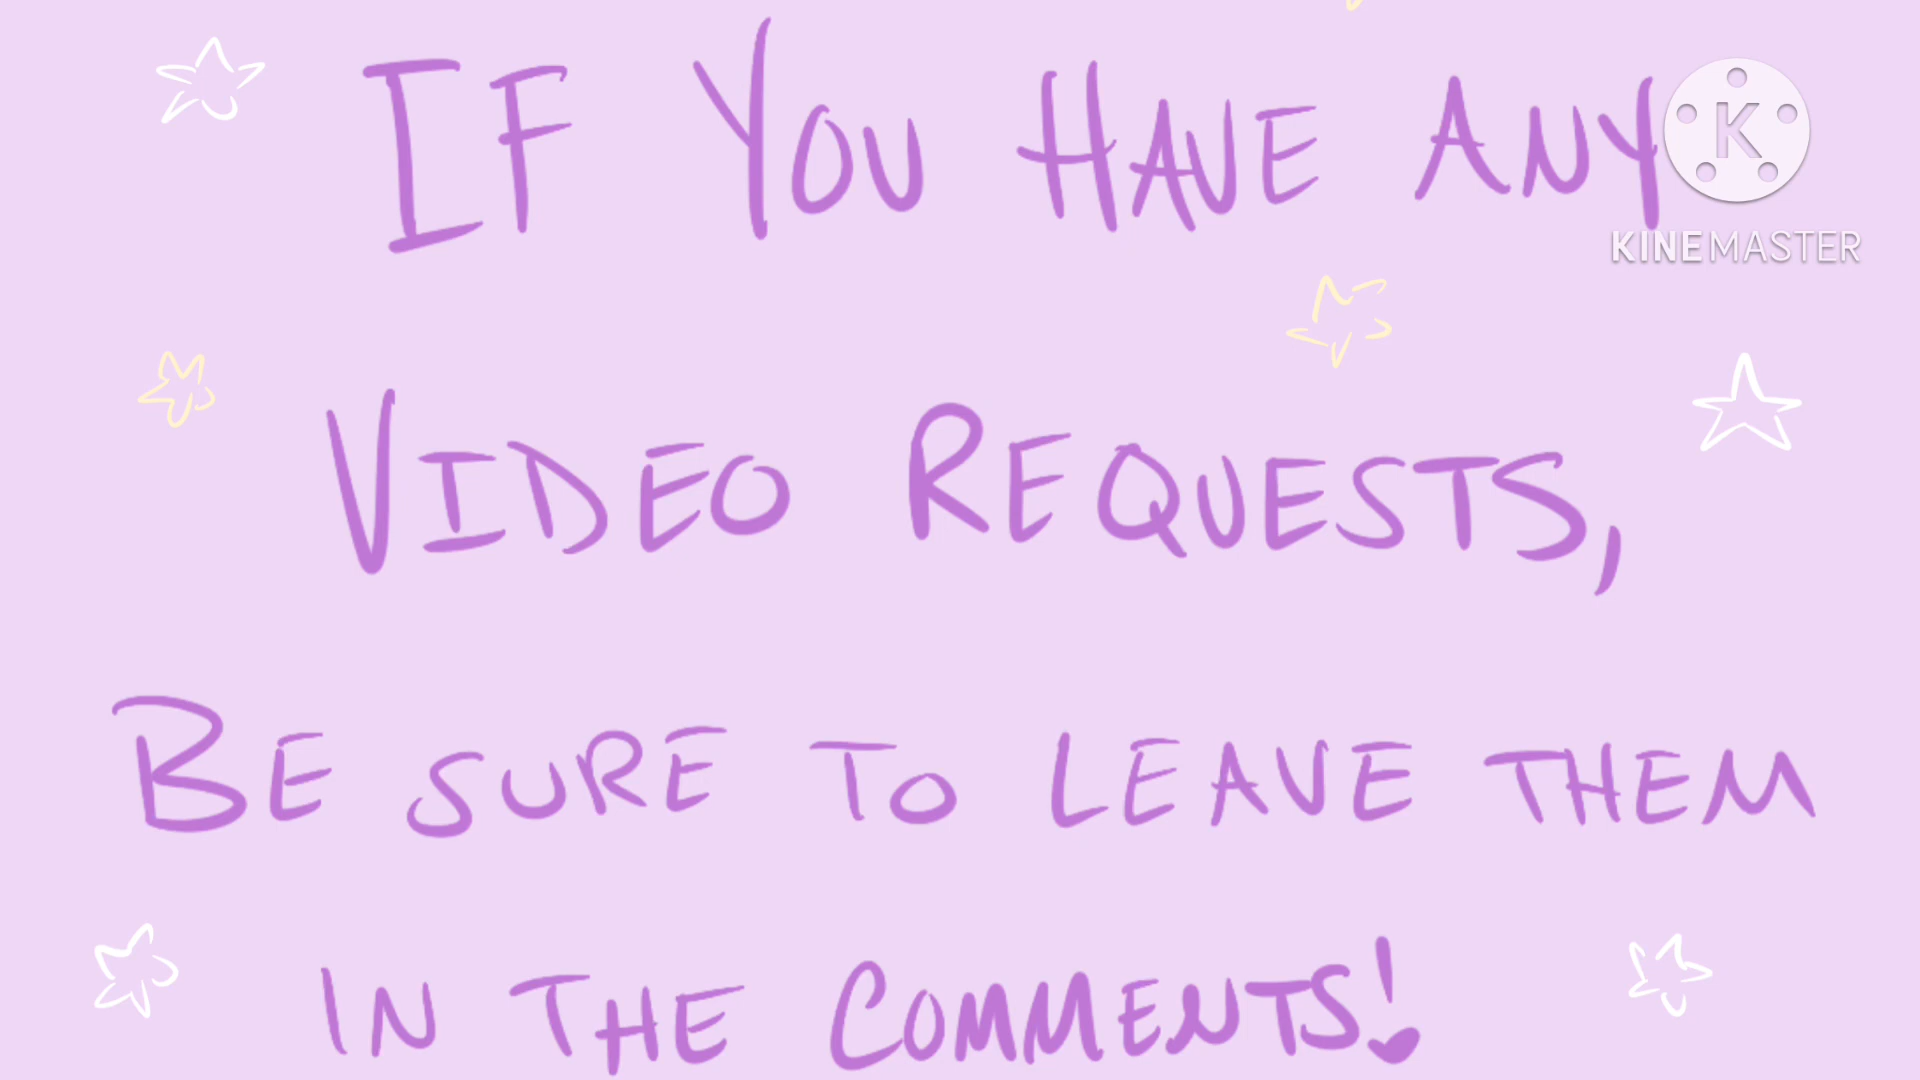 If You Have Any
K
KINEMASTER
Video Requests,
Be sure to leave them
in the Comments!